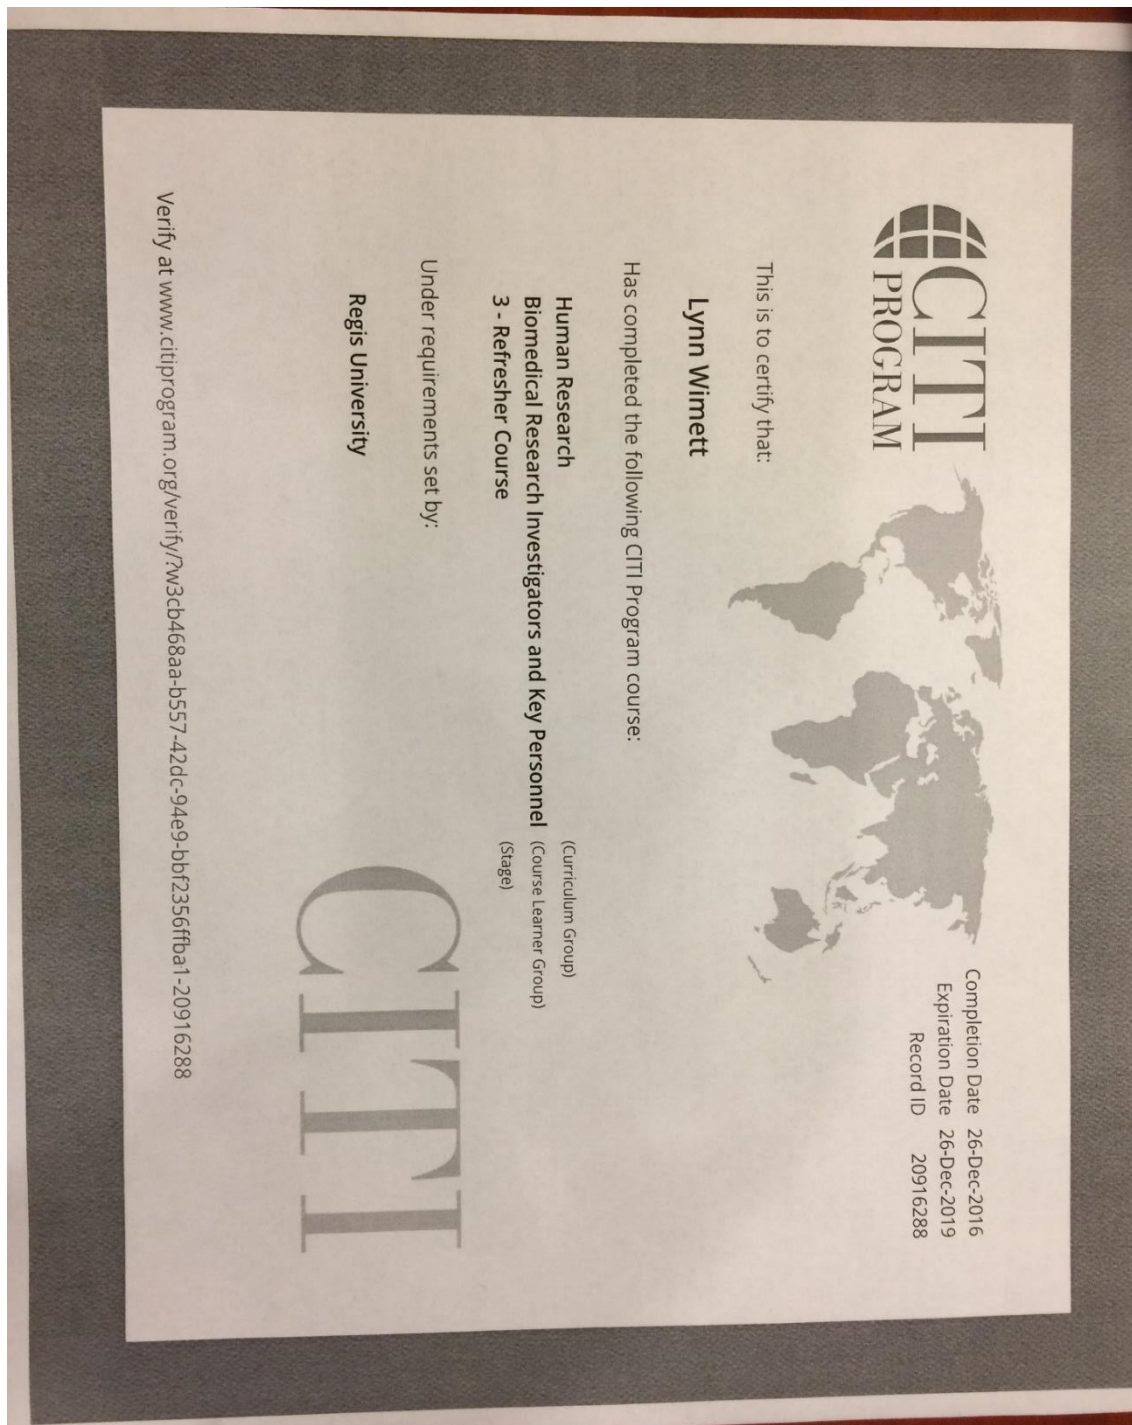 CITI
PROGRAM
Completion Date 26-Dec-2016
Expiration Date 26-Dec-2019
Record ID 20916288
This is to certify that:
Lynn Wimett
Has completed the following CITI Program course:
Human Research (Curriculum Group)
Biomedical Research Investigators and Key Personnel (Course Learner Group)
3 - Refresher Course (Stage)
Under requirements set by:
Regis University
CITI
Verify at www.citiprogram.org/verify/?w3cb468aa-b557-42dc-94e9-bbf2356ffba1-20916288